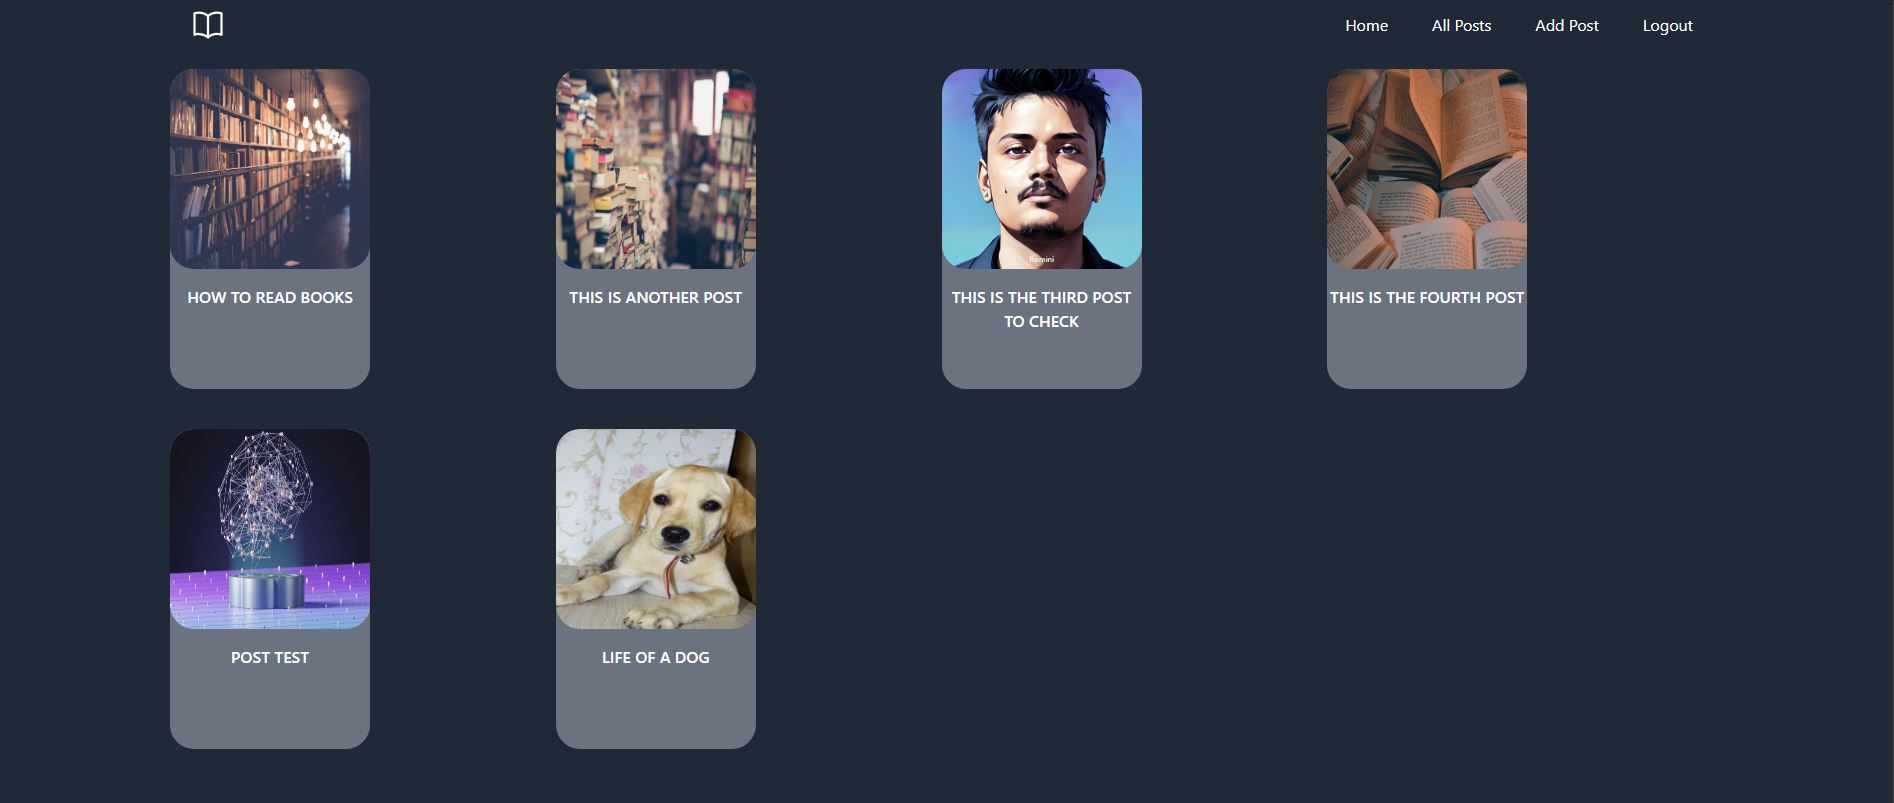 Home
All Posts
Add Post
Logout
Remini
HOW TO READ BOOKS
THIS IS ANOTHER POST
THIS IS THE THIRD POST
TO CHECK
THIS IS THE FOURTH POST
POST TEST
LIFE OF A DOG